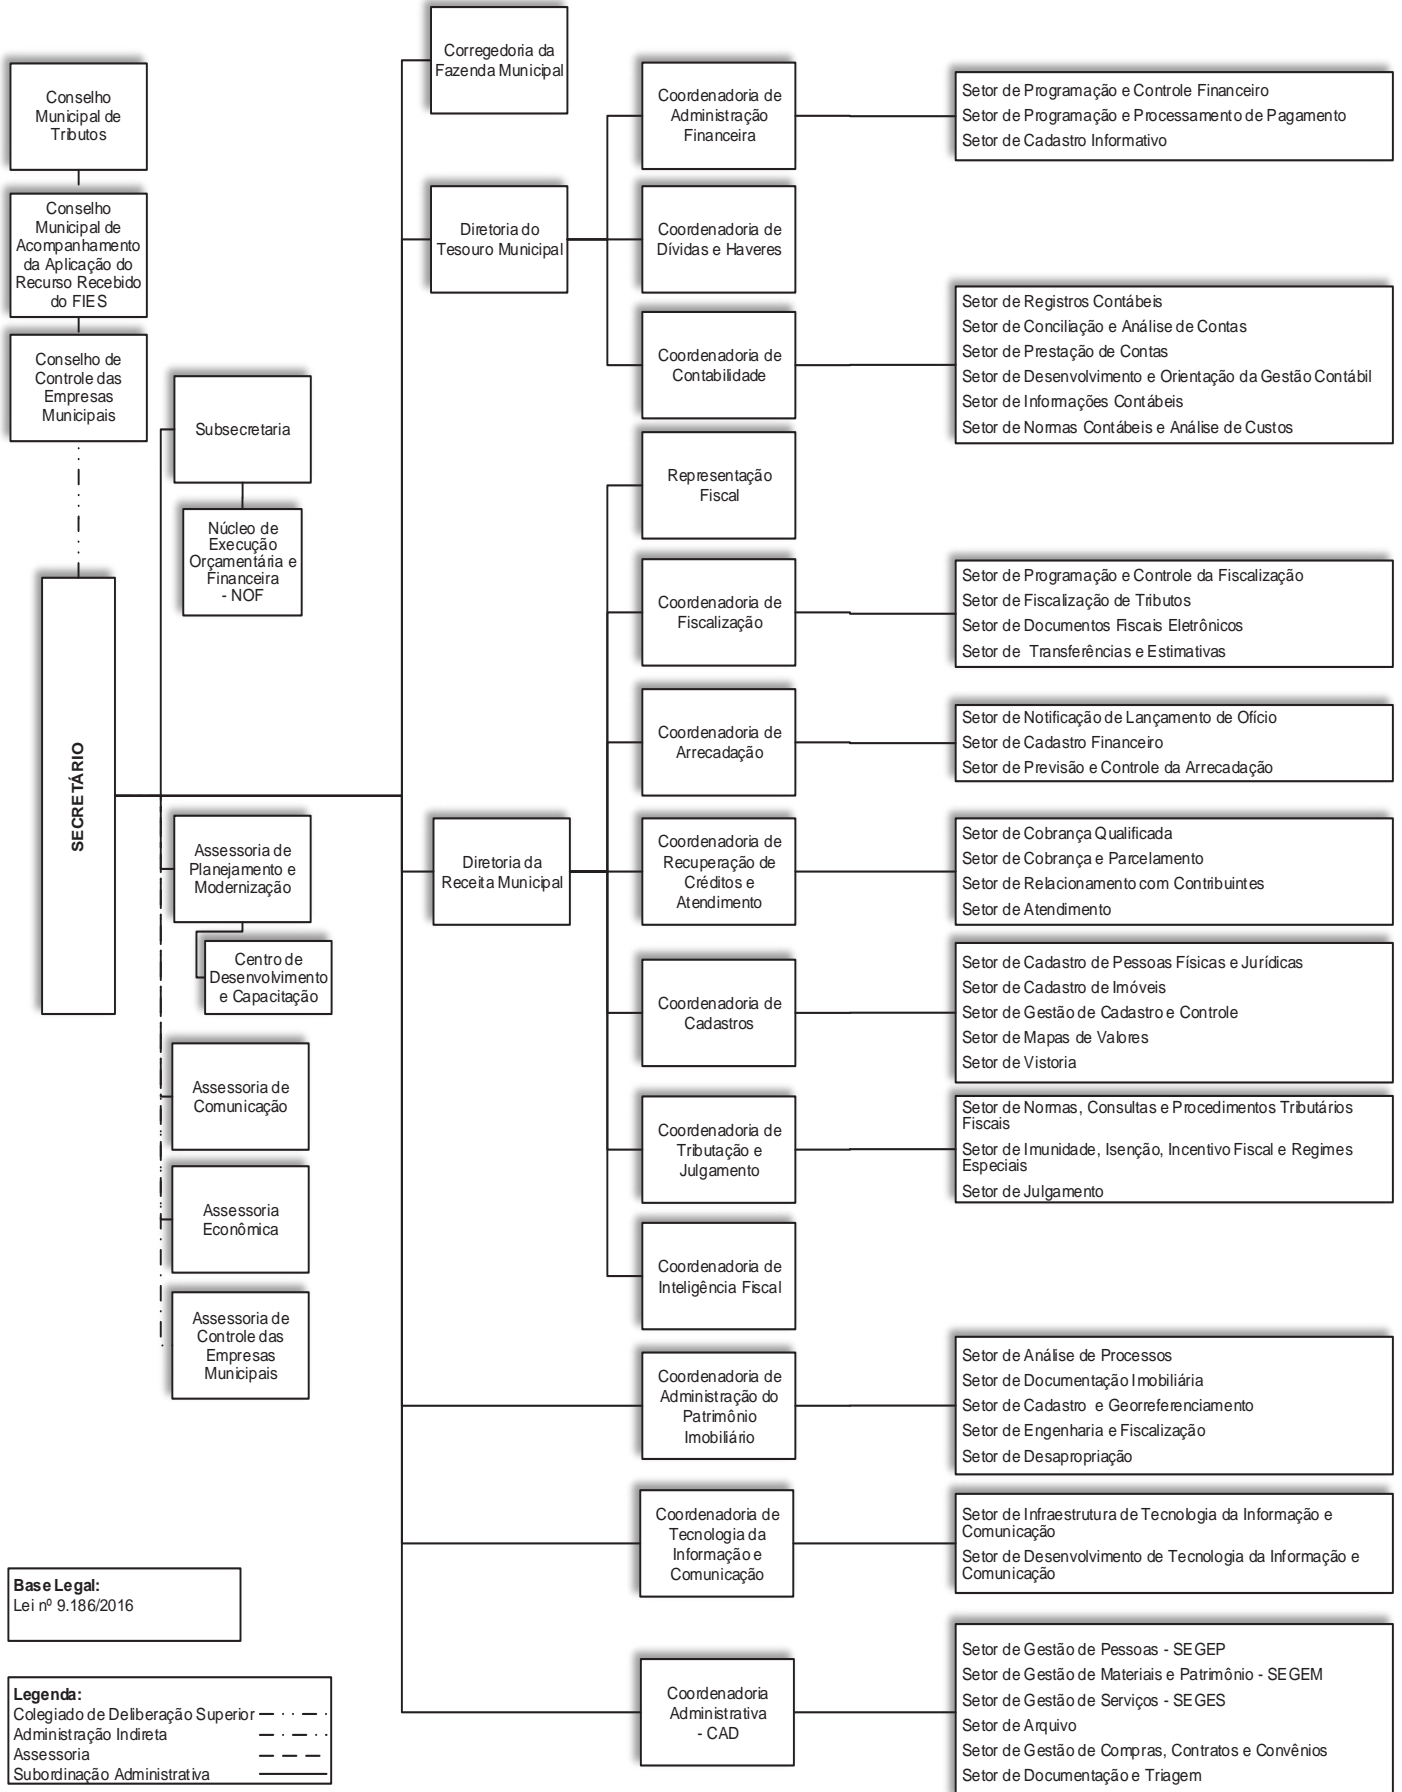 Corregedoria da
Fazenda Municipal
Conselho
Municipal de
Tributos
Conselho
Municipal de
Acompanhamento
da Aplicação do
Recurso Recebido
do FIES
Conselho de
Controle das
Empresas
Municipais
SECRETÁRIO
Subsecretaria
Núcleo de
Execução
Orçamentária e
Financeira
- NOF
Assessoria de
Planejamento e
Modernização
Centro de
Desenvolvimento
e Capacitação
Assessoria de
Comunicação
Assessoria
Econômica
Assessoria de
Controle das
Empresas
Municipais
Diretoria do
Tesouro Municipal
Coordenadoria de
Administração
Financeira
Setor de Programação e Controle Financeiro
Setor de Programação e Processamento de Pagamento
Setor de Cadastro Informativo
Coordenadoria de
Dívidas e Haveres
Coordenadoria de
Contabilidade
Setor de Registros Contábeis
Setor de Conciliação e Análise de Contas
Setor de Prestação de Contas
Setor de Desenvolvimento e Orientação da Gestão Contábil
Setor de Informações Contábeis
Setor de Normas Contábeis e Análise de Custos
Diretoria da
Receita Municipal
Representação
Fiscal
Coordenadoria de
Fiscalização
Setor de Programação e Controle da Fiscalização
Setor de Fiscalização de Tributos
Setor de Documentos Fiscais Eletrônicos
Setor de Transferências e Estimativas
Coordenadoria de
Arrecadação
Setor de Notificação de Lançamento de Ofício
Setor de Cadastro Financeiro
Setor de Previsão e Controle da Arrecadação
Coordenadoria de
Recuperação de
Créditos e
Atendimento
Setor de Cobrança Qualificada
Setor de Cobrança e Parcelamento
Setor de Relacionamento com Contribuintes
Setor de Atendimento
Coordenadoria de
Cadastros
Setor de Cadastro de Pessoas Físicas e Jurídicas
Setor de Cadastro de Imóveis
Setor de Gestão de Cadastro e Controle
Setor de Mapas de Valores
Setor de Vistoria
Coordenadoria de
Tributação e
Julgamento
Setor de Normas, Consultas e Procedimentos Tributários
Fiscais
Setor de Imunidade, Isenção, Incentivo Fiscal e Regimes
Especiais
Setor de Julgamento
Coordenadoria de
Inteligência Fiscal
Coordenadoria de
Administração do
Patrimônio
Imobiliário
Setor de Análise de Processos
Setor de Documentação Imobiliária
Setor de Cadastro e Georreferenciamento
Setor de Engenharia e Fiscalização
Setor de Desapropriação
Coordenadoria de
Tecnologia da
Informação e
Comunicação
Setor de Infraestrutura de Tecnologia da Informação e
Comunicação
Setor de Desenvolvimento de Tecnologia da Informação e
Comunicação
Coordenadoria
Administrativa
- CAD
Setor de Gestão de Pessoas - SEGEP
Setor de Gestão de Materiais e Patrimônio - SEGEM
Setor de Gestão de Serviços - SEGES
Setor de Arquivo
Setor de Gestão de Compras, Contratos e Convênios
Setor de Documentação e Triagem
Base Legal:
Lei nº 9.186/2016
Legenda:
Colegiado de Deliberação Superior
Administração Indireta
Assessoria
Subordinação Administrativa